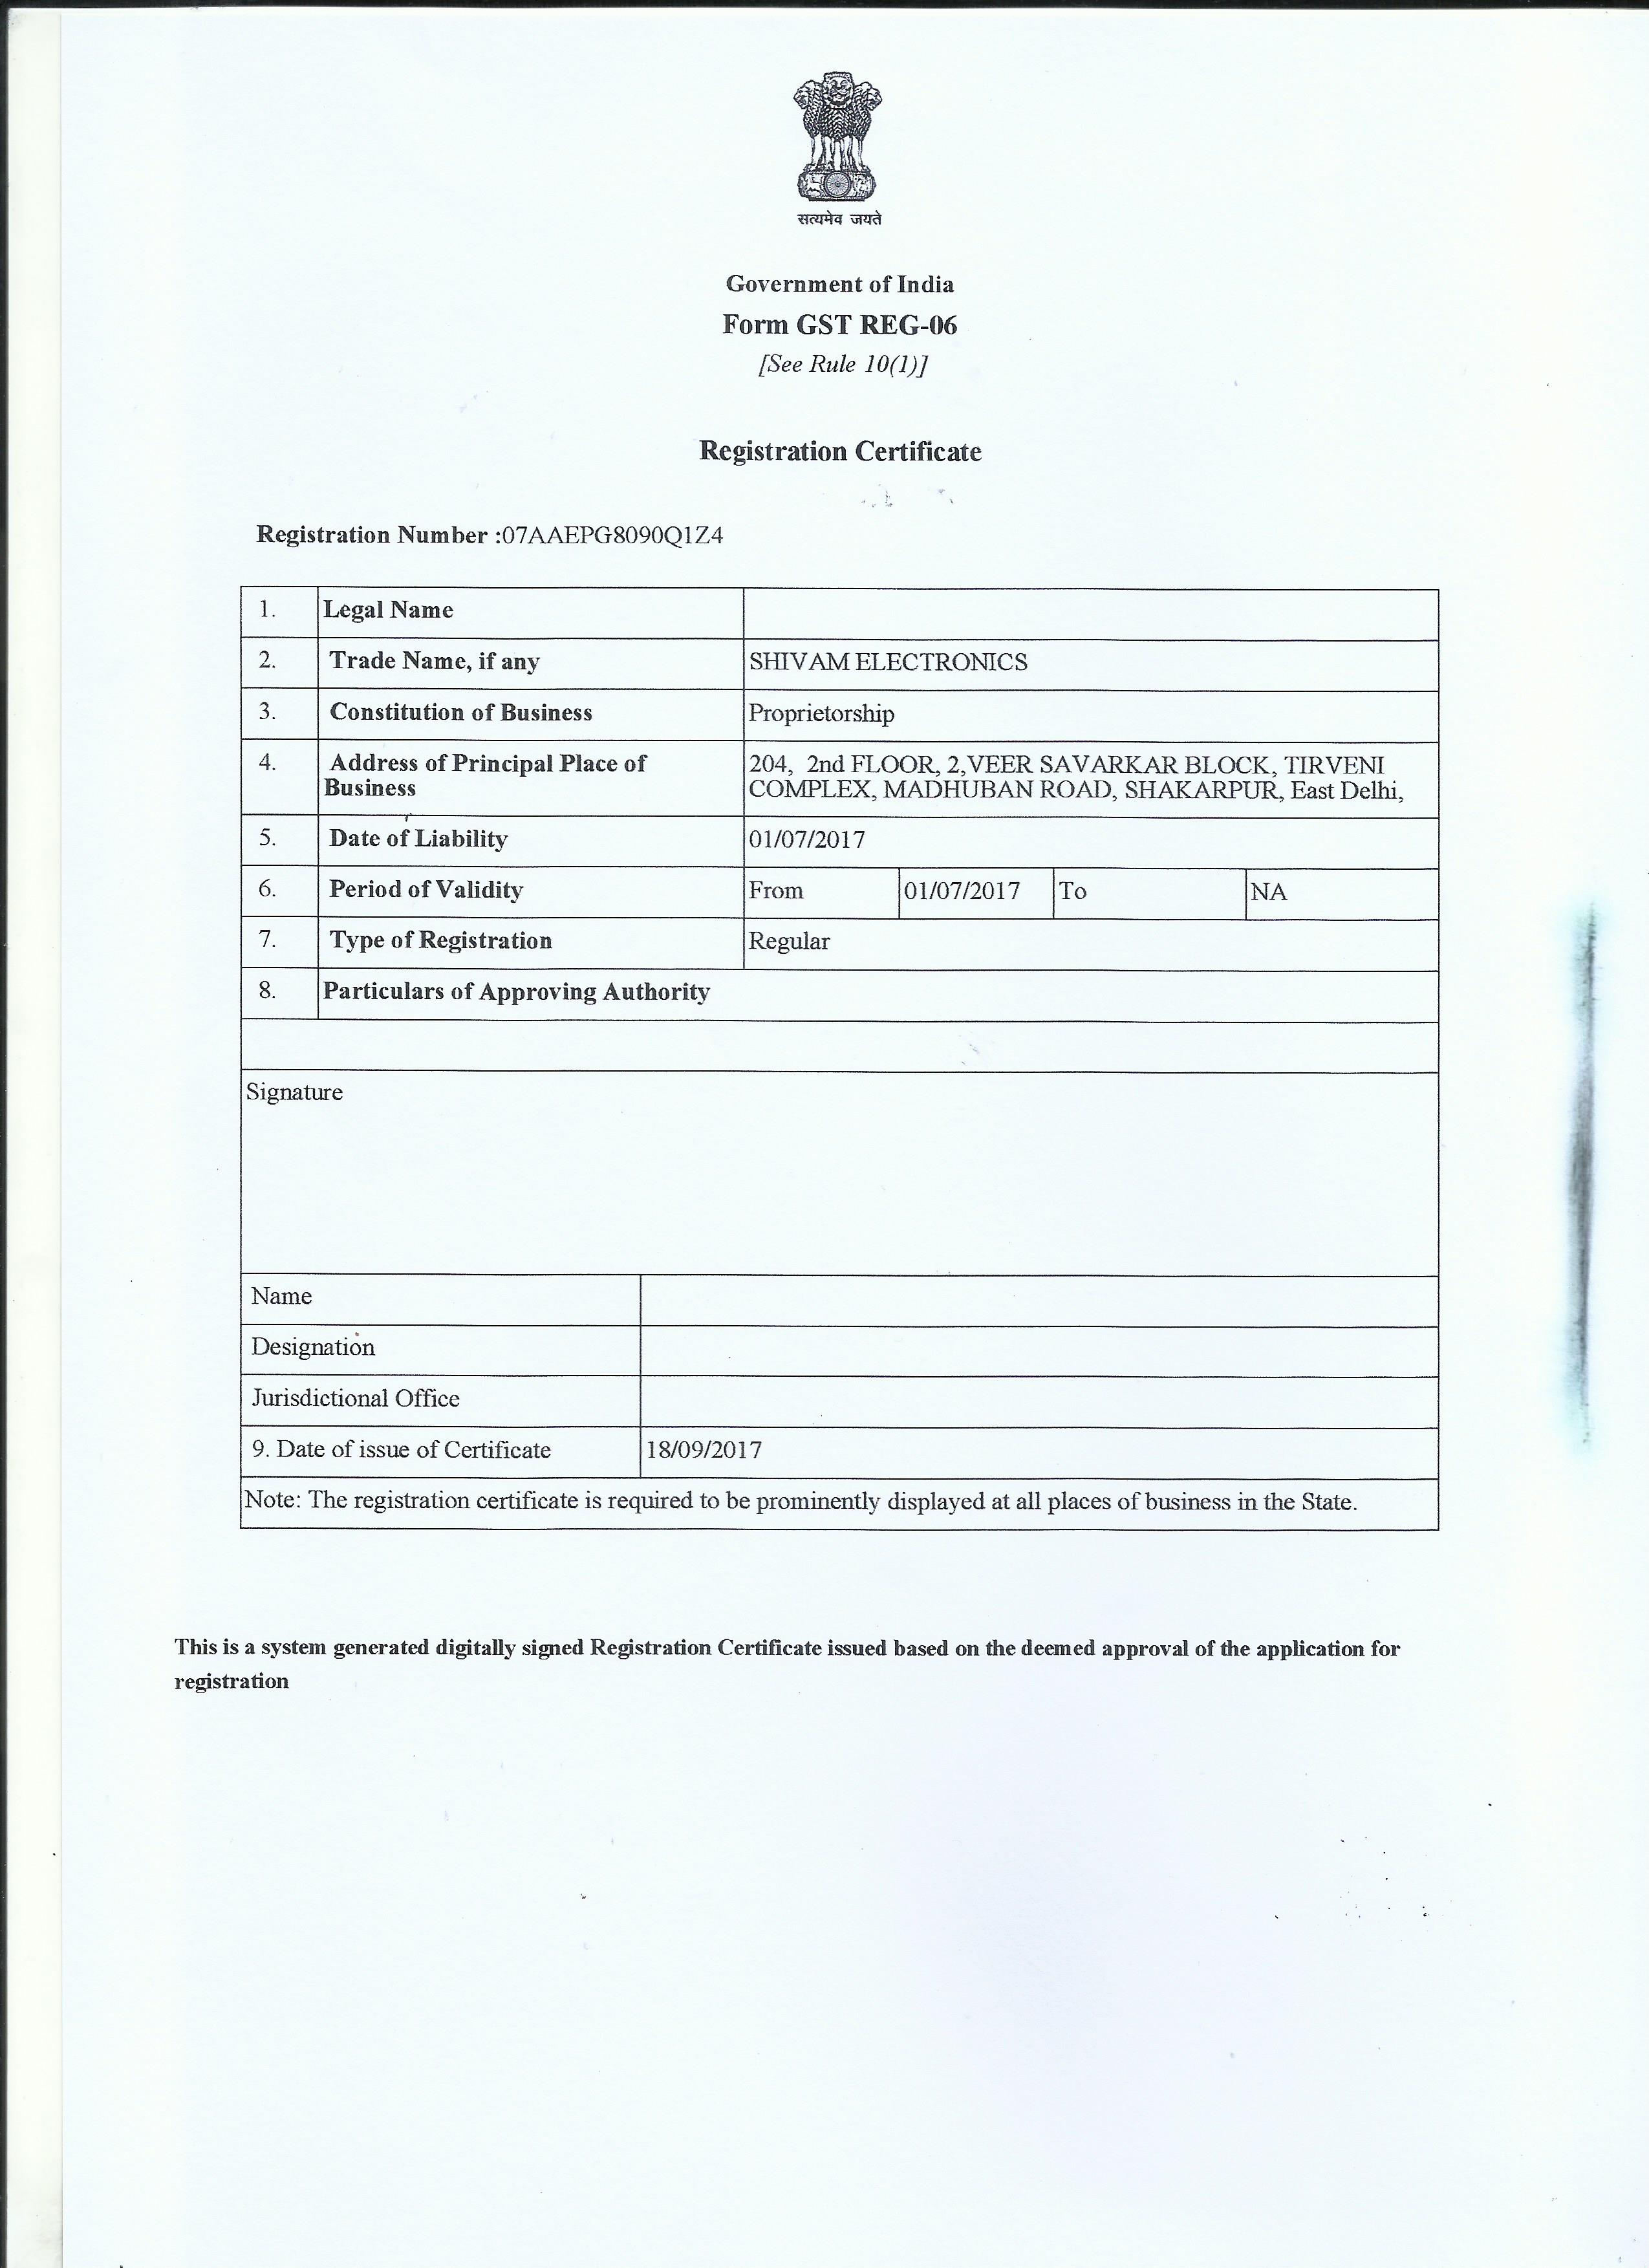 सत्यमेव जयते
Government of India
Form GST REG-06
[See Rule 10(1)]
Registration Certificate
Registration Number :07AAEPG8090Q1Z4
1. Legal Name
2. Trade Name, if any SHIVAM ELECTRONICS
3. Constitution of Business Proprietorship
4. Address of Principal Place of Business 204, 2nd FLOOR, 2,VEER SAVARKAR BLOCK, TIRVENI
COMPLEX, MADHUBAN ROAD, SHAKARPUR, East Delhi,
5. Date of Liability 01/07/2017
6. Period of Validity From 01/07/2017 To NA
7. Type of Registration Regular
8. Particulars of Approving Authority
Signature
Name
Designation
Jurisdictional Office
9. Date of issue of Certificate 18/09/2017
Note: The registration certificate is required to be prominently displayed at all places of business in the State.
This is a system generated digitally signed Registration Certificate issued based on the deemed approval of the application for
registration